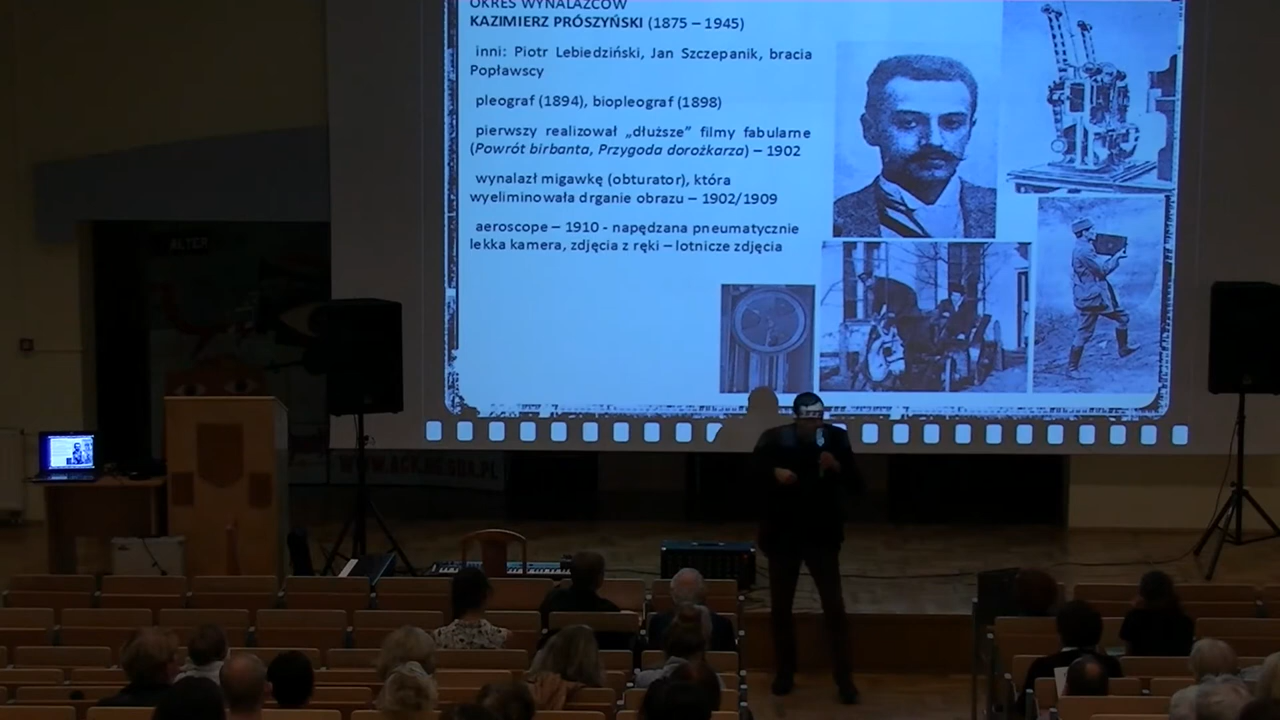 OKRES WYNALAZCÓW
KAZIMIERZ PRÓSZYŃSKI (1875 – 1945)
inni: Piotr Lebiedziński, Jan Szczepanik, bracia
Popławscy
pleograf (1894), biopleograf (1898)
pierwszy realizował „dłuższe” filmy fabularne
(Powrót birbanta, Przygoda dorożkarza) – 1902
wynalazł migawkę (obturator), która
wyeliminowała drganie obrazu – 1902/1909
aeroscope – 1910 - napędzana pneumatycznie
lekka kamera, zdjęcia z ręki – lotnicze zdjęcia
ALTER